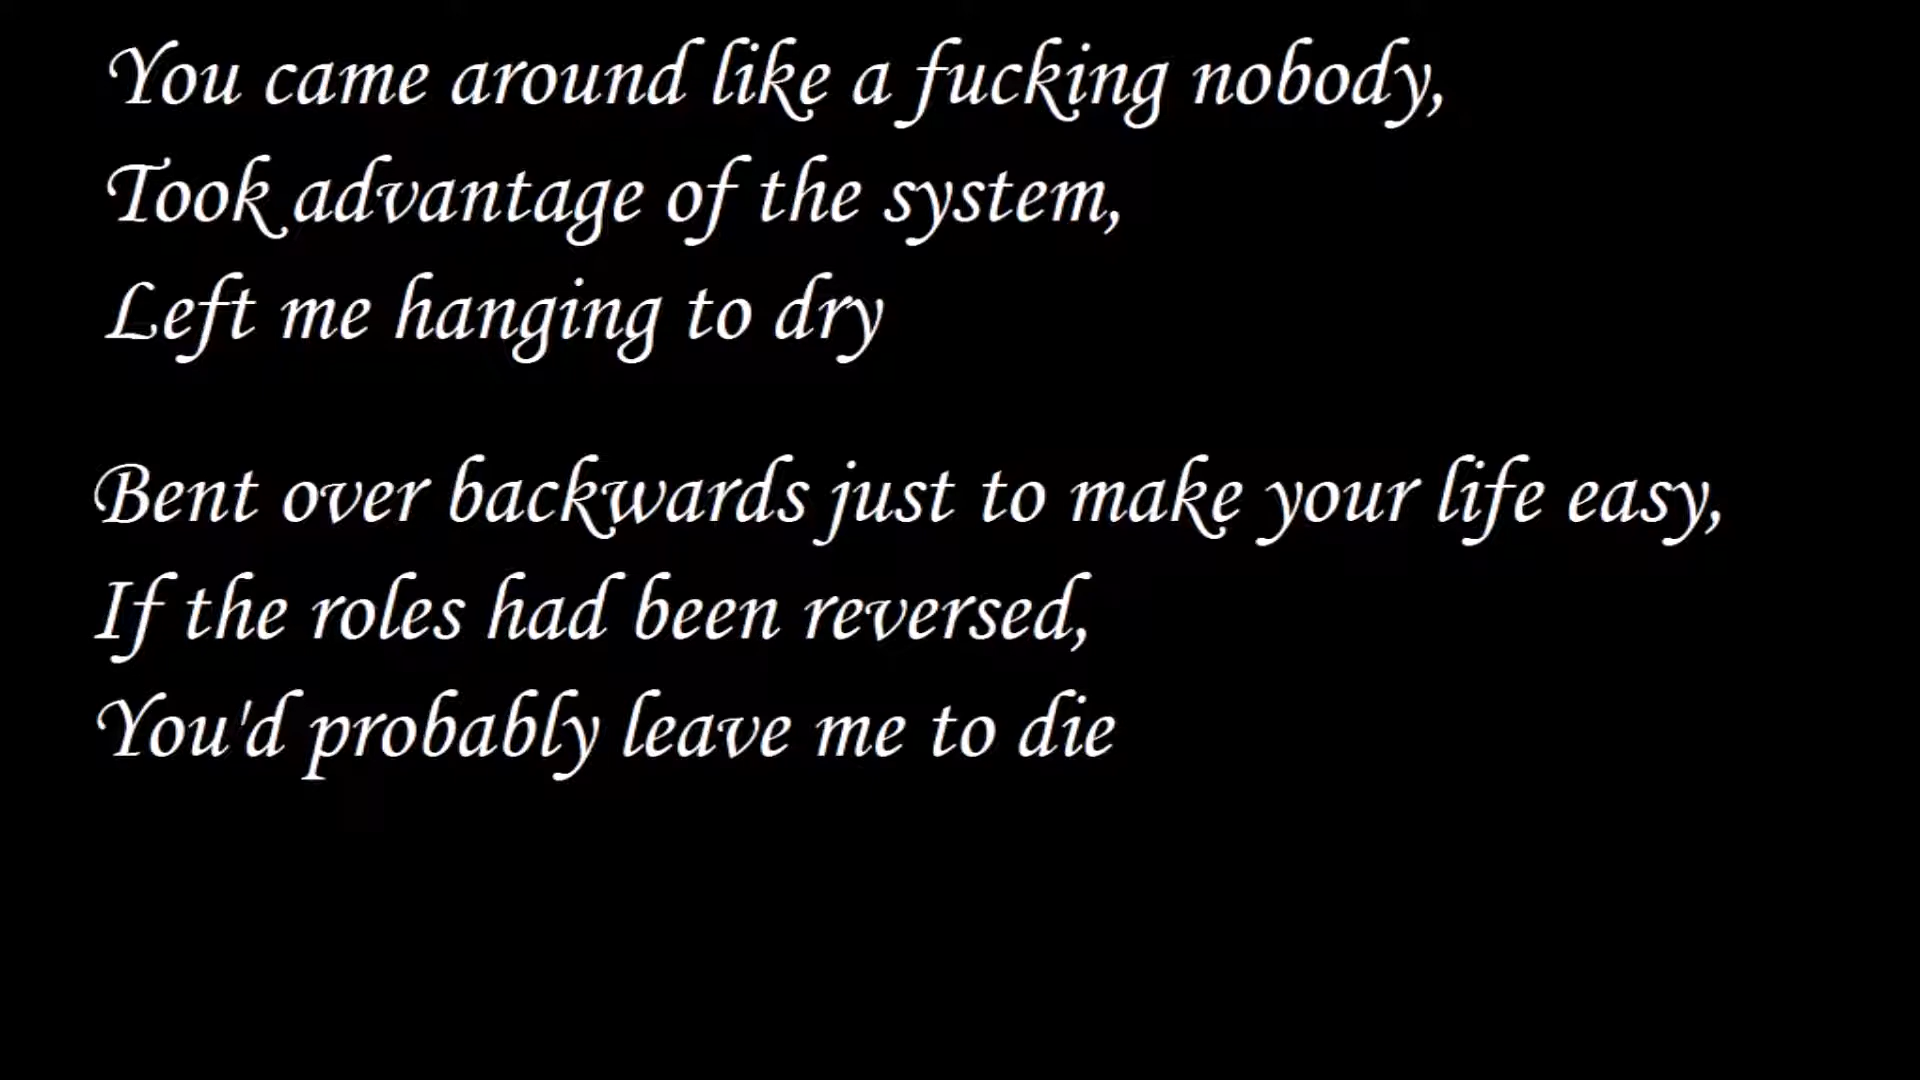 You came around like a fucking nobody,
Took advantage of the system,
Left me hanging to dry
Bent over backwards just to make your life easy,
If the roles had been reversed,
You'd probably leave me to die